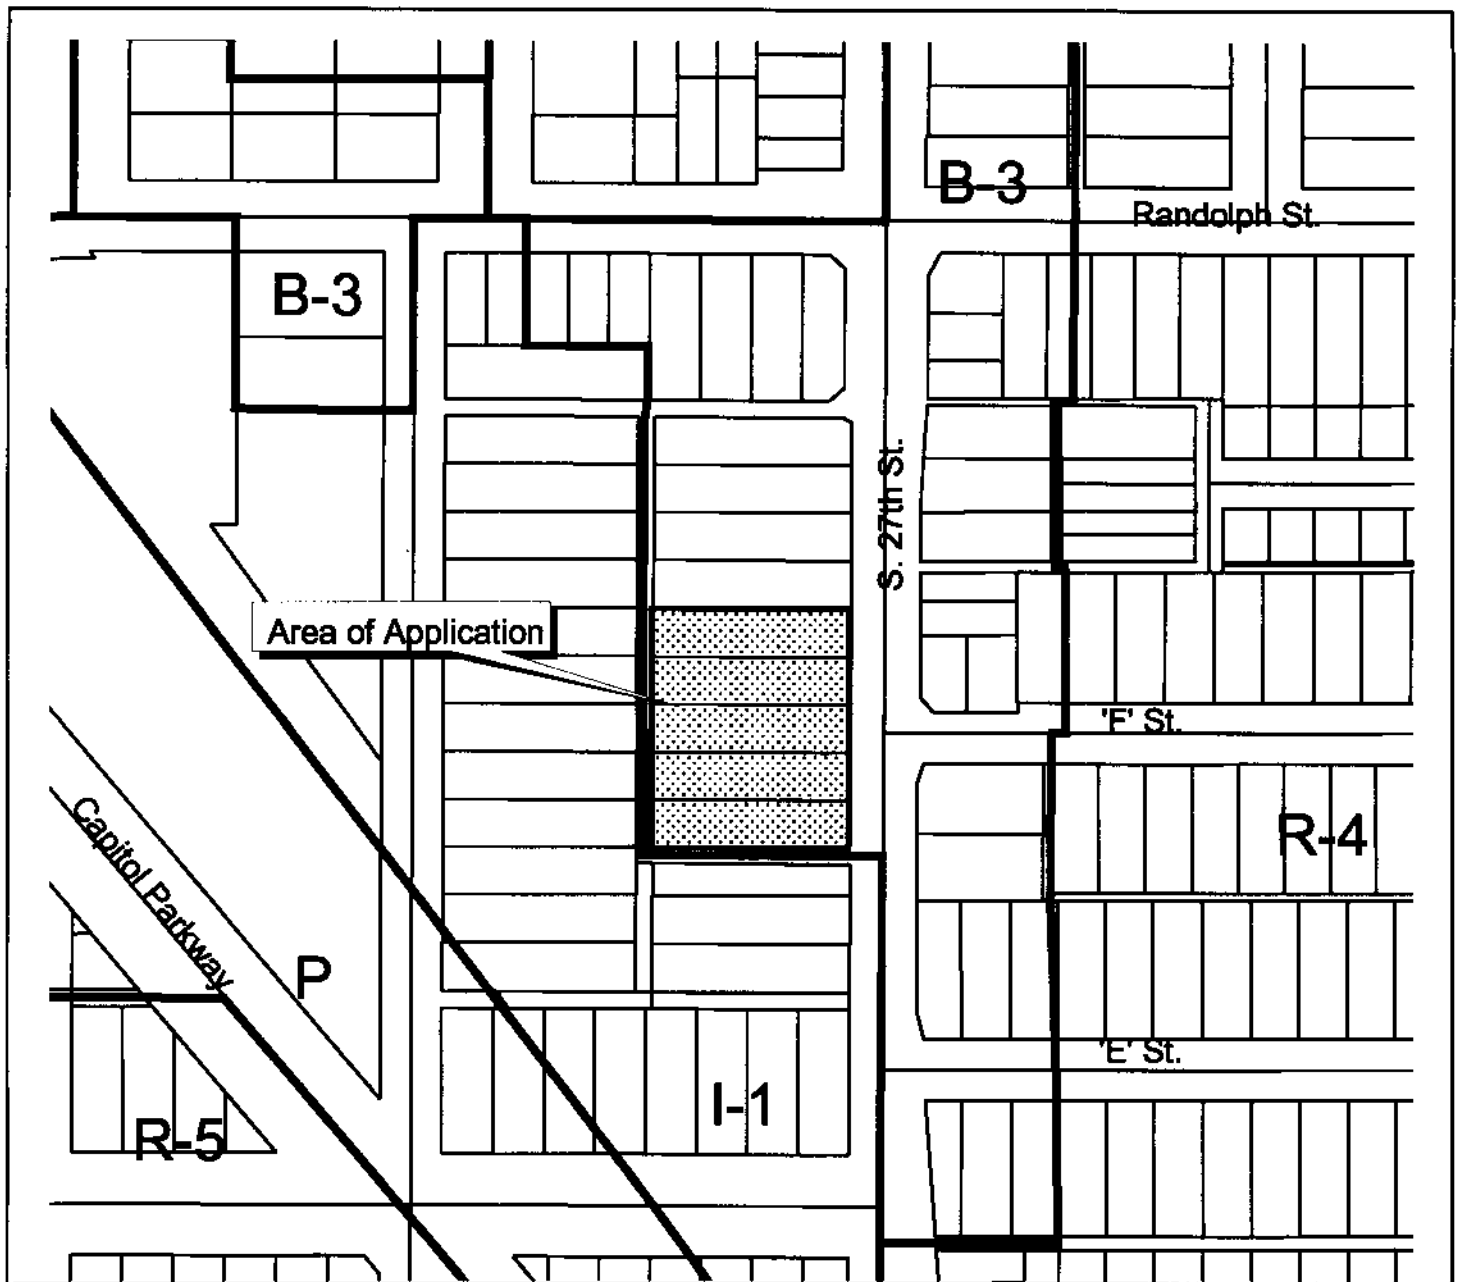 B-3
Randolph St.
B-3
S. 27th St.
Area of Application
'F' St.
Capitol Parkway
R-4
P
'E' St.
I-1
R-5